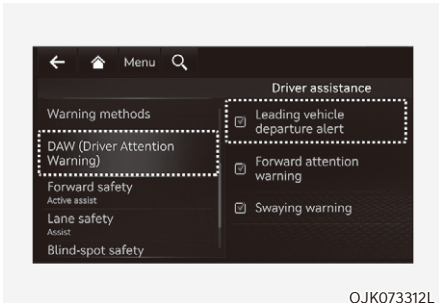 Menu
Driver assistance
Warning methods
DAW (Driver Attention
Warning)
Forward safety
Active assist
Lane safety
Assist
Blind-spot safety
Leading vehicle
departure alert
Forward attention
warning
Swaying warning
OJK073312L